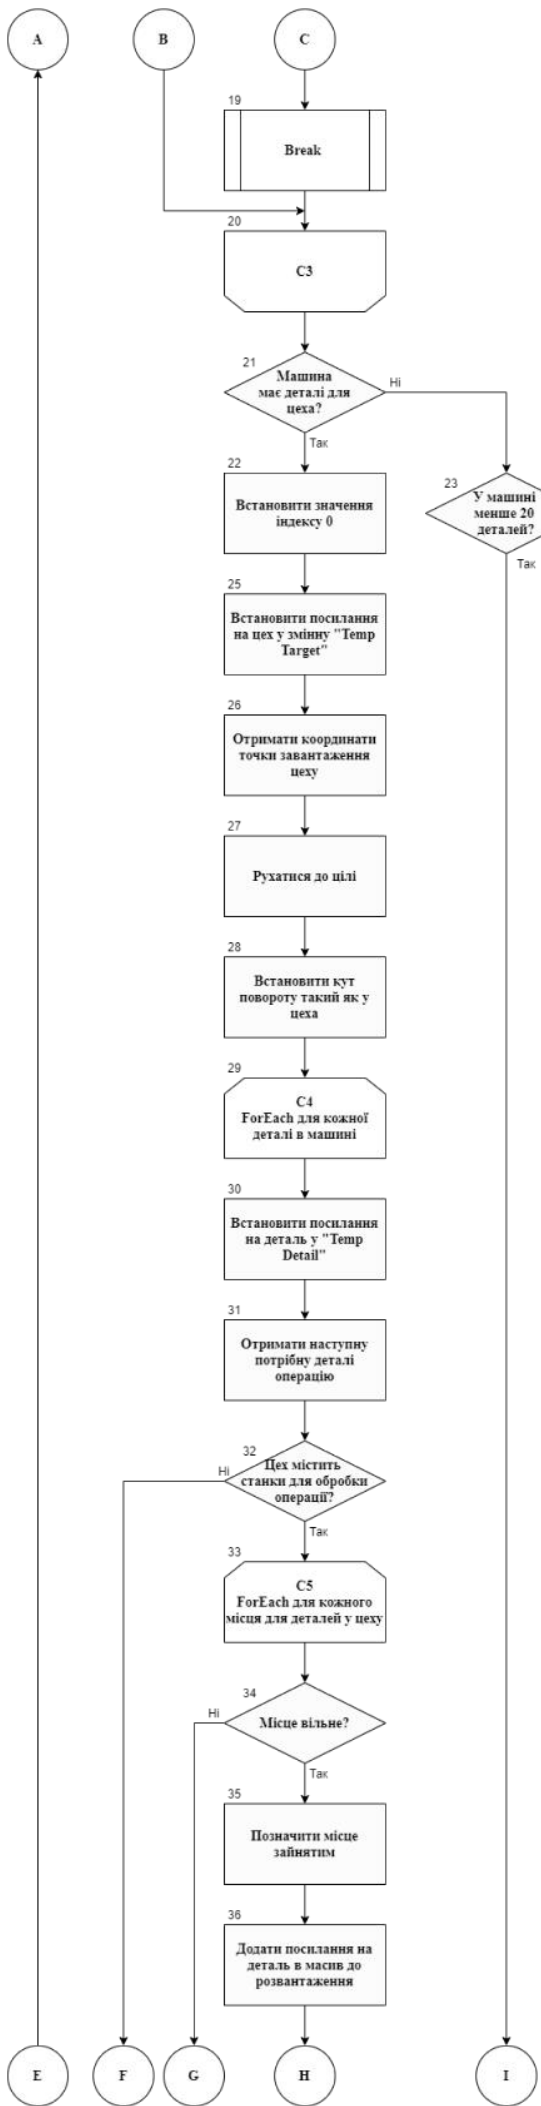 A
B
C
19
Break
20
C3
21
Машина
має деталі для
цеха?
Ні
Так
22
Встановити значення
індексу 0
23
У машині
менше 20
деталей?
Так
25
Встановити посилання
на цех у змінну "Temp
Target"
26
Отримати координати
точки завантаження
цеху
27
Рухатися до цілі
28
Встановити кут
повороту такий як у
цеха
29
C4
ForEach для кожної
деталі в машині
30
Встановити посилання
на деталь у "Temp
Detail"
31
Отримати наступну
потрібну деталі
операцію
32
Цех містить
станки для обробки
операції?
Ні
Так
33
C5
ForEach для кожного
місця для деталей у цеху
34
Місце вільне?
Ні
Так
35
Позначити місце
зайнятим
36
Додати посилання на
деталь в масив до
розвантаження
E
F
G
H
I